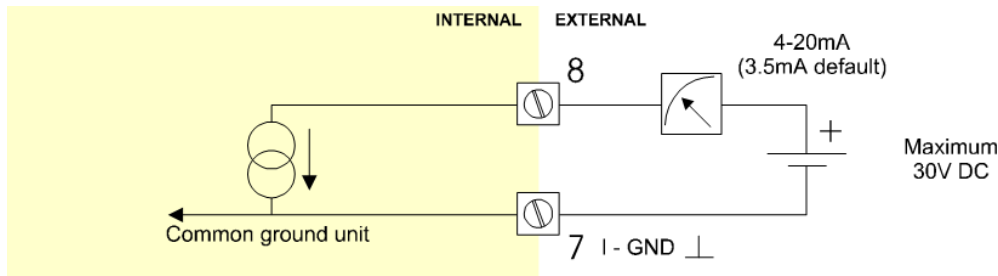 INTERNAL EXTERNAL
4-20mA
(3.5mA default)
8
+
Maximum
30V DC
Common ground unit
7 I - GND